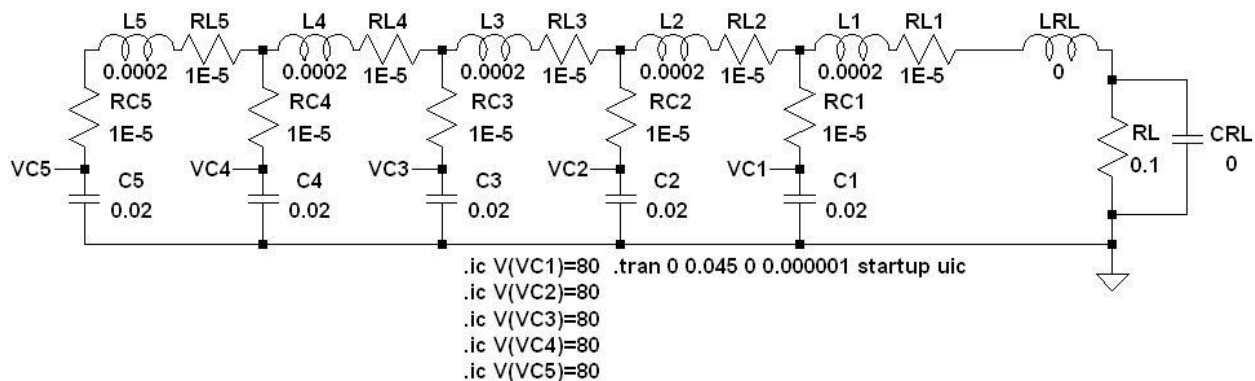 L5 RL5 L4 RL4 L3 RL3 L2 RL2 L1 RL1 LRL
0.0002 1E-5 0.0002 1E-5 0.0002 1E-5 0.0002 1E-5 0.0002 1E-5 0
RC5 RC4 RC3 RC2 RC1 RL CRL
1E-5 1E-5 1E-5 1E-5 1E-5 0.1 0
VC5 VC4 VC3 VC2 VC1
C5 C4 C3 C2 C1
0.02 0.02 0.02 0.02 0.02
.ic V(VC1)=80 .tran 0 0.045 0 0.000001 startup uic
.ic V(VC2)=80
.ic V(VC3)=80
.ic V(VC4)=80
.ic V(VC5)=80